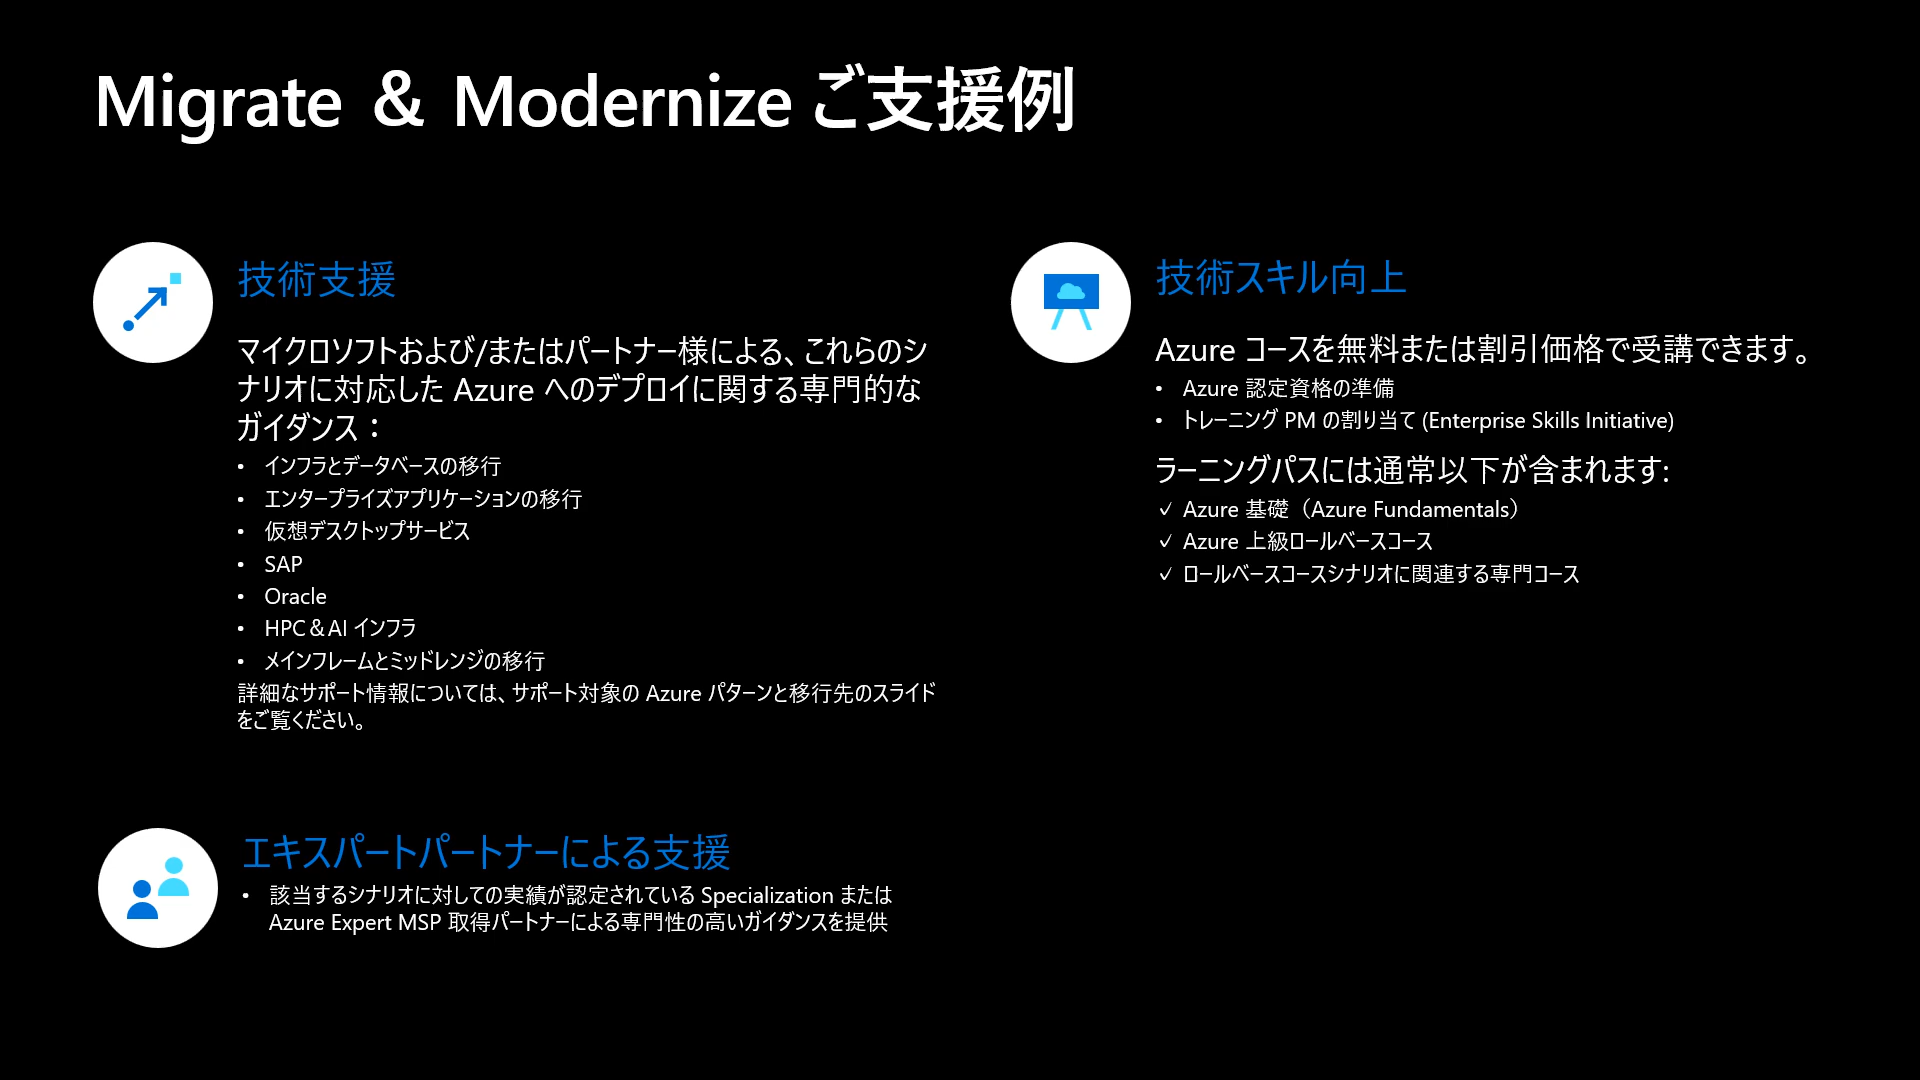 Migrate ＆ Modernize ご支援例
技術支援
マイクロソフトおよび/またはパートナー様による、これらのシ
ナリオに対応した Azure へのデプロイに関する専門的な
ガイダンス：
• インフラとデータベースの移行
• エンタープライズアプリケーションの移行
• 仮想デスクトップサービス
• SAP
• Oracle
• HPC＆AI インフラ
• メインフレームとミッドレンジの移行
詳細なサポート情報については、サポート対象の Azure パターンと移行先のスライド
をご覧ください。
エキスパートパートナーによる支援
• 該当するシナリオに対しての実績が認定されている Specialization または
Azure Expert MSP 取得パートナーによる専門性の高いガイダンスを提供
技術スキル向上
Azure コースを無料または割引価格で受講できます。
• Azure 認定資格の準備
• トレーニング PM の割り当て (Enterprise Skills Initiative)
ラーニングパスには通常以下が含まれます:
✓ Azure 基礎（Azure Fundamentals）
✓ Azure 上級ロールベースコース
✓ ロールベースコースシナリオに関連する専門コース